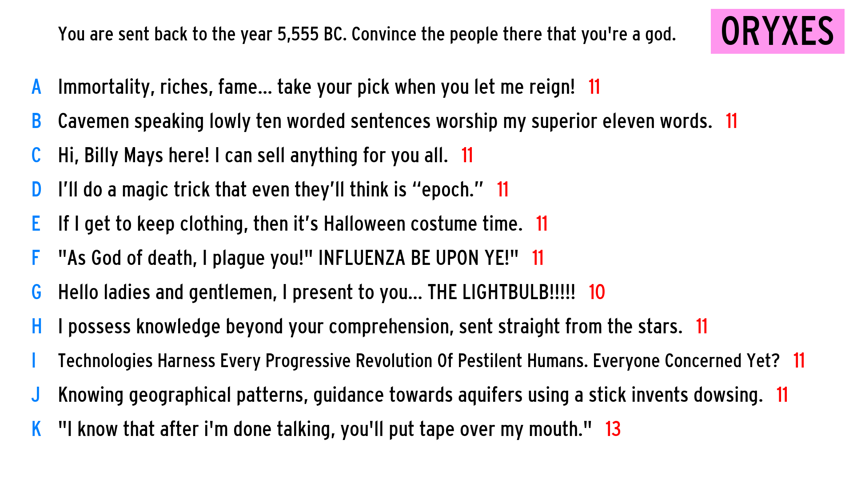 You are sent back to the year 5,555 BC. Convince the people there that you're a god.
ORYXES
A Immortality, riches, fame... take your pick when you let me reign! 11
B Cavemen speaking lowly ten worded sentences worship my superior eleven words. 11
C Hi, Billy Mays here! I can sell anything for you all. 11
D I’ll do a magic trick that even they’ll think is “epoch.” 11
E If I get to keep clothing, then it’s Halloween costume time. 11
F "As God of death, I plague you!" INFLUENZA BE UPON YE!" 11
G Hello ladies and gentlemen, I present to you... THE LIGHTBULB!!!!! 10
H I possess knowledge beyond your comprehension, sent straight from the stars. 11
I Technologies Harness Every Progressive Revolution Of Pestilent Humans. Everyone Concerned Yet? 11
J Knowing geographical patterns, guidance towards aquifers using a stick invents dowsing. 11
K "I know that after i'm done talking, you'll put tape over my mouth." 13